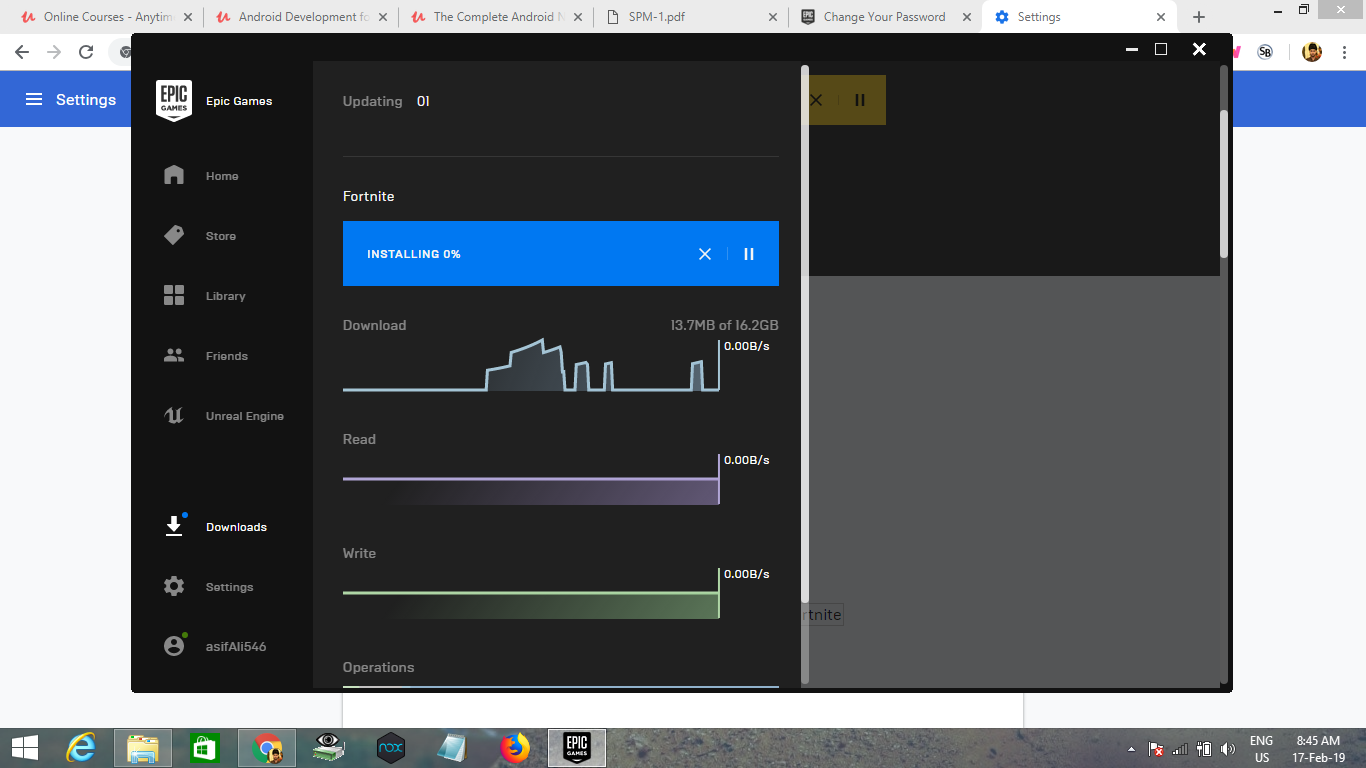 Online Courses - Anytim
Android Development fo
The Complete Android N
SPM-1.pdf
Change Your Password
Settings
SB
Settings
EPIC GAMES
Epic Games
Home
Store
Library
Friends
Unreal Engine
Downloads
Settings
asifAli546
Updating 01
Fortnite
INSTALLING 0%
Download 13.7MB of 16.2GB
0.00B/s
Read
0.00B/s
Write
0.00B/s
Operations
rtnite
nox
EPIC GAMES
ENG
US
8:45 AM
17-Feb-19